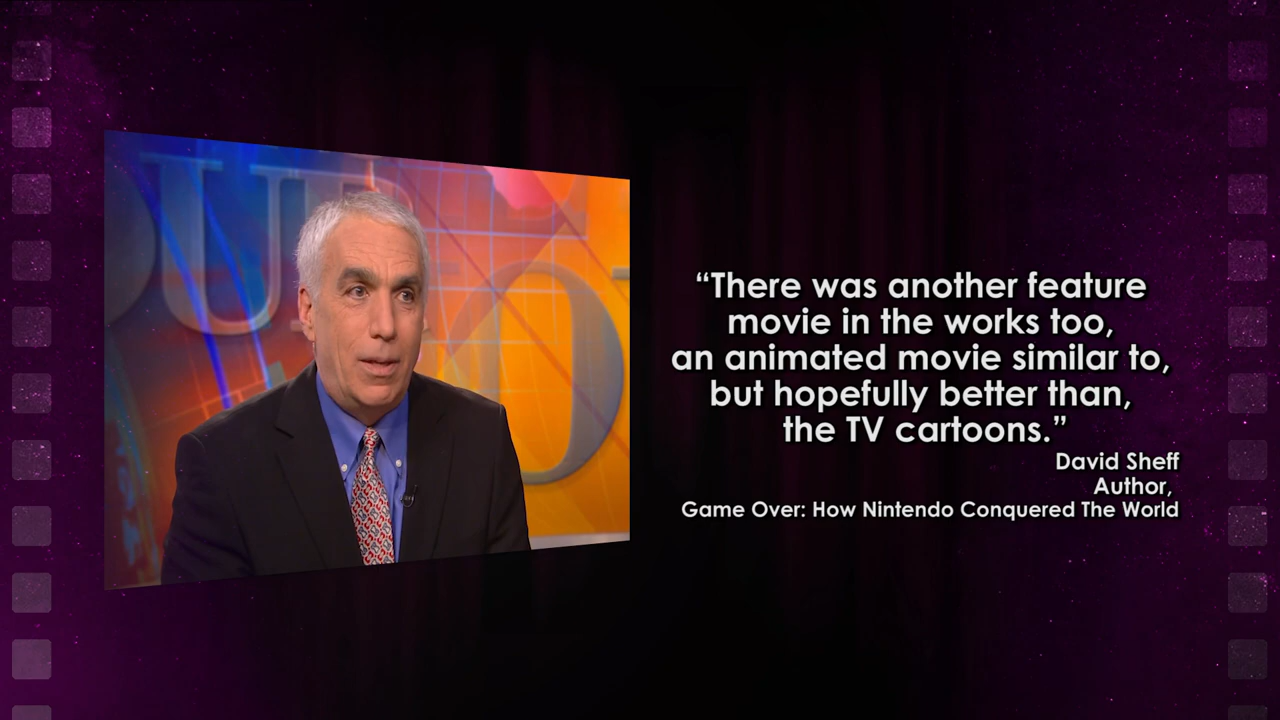 “There was another feature
movie in the works too,
an animated movie similar to,
but hopefully better than,
the TV cartoons.”
David Sheff
Author,
Game Over: How Nintendo Conquered The World